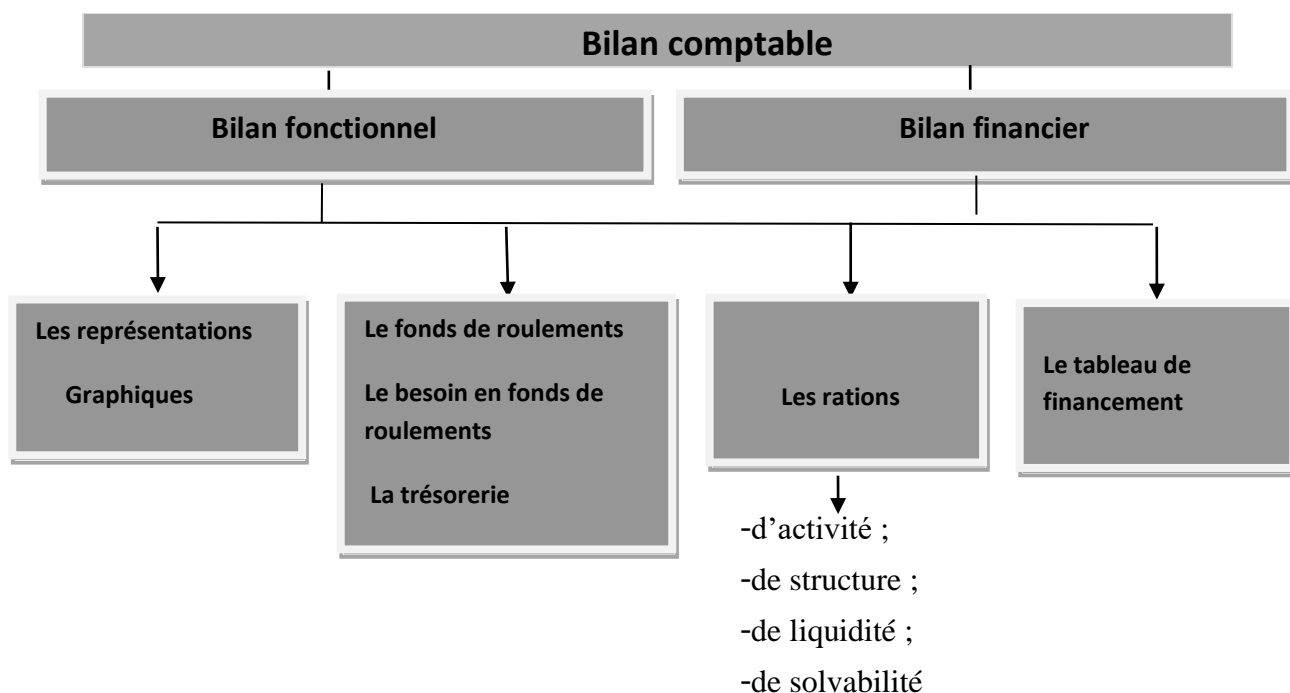 Bilan comptable
Bilan fonctionnel
Bilan financier
Les représentations
Graphiques
Le fonds de roulements
Le besoin en fonds de
roulements
La trésorerie
Les rations
Le tableau de
financement
-d’activité ;
-de structure ;
-de liquidité ;
-de solvabilité